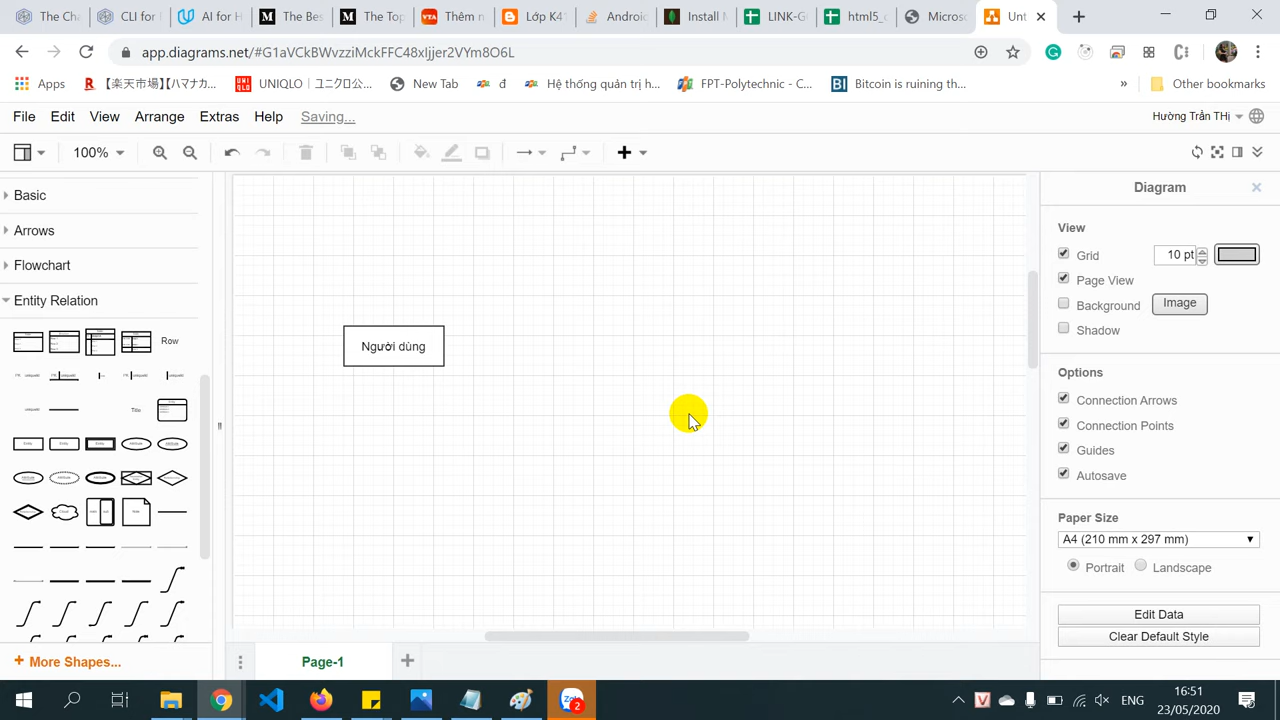 The Cha
CI for
AI for H
The Bes
The Top
Thêm
Lớp K4
Androi
Install
LINK-G
html5_c
Micros
Unt
app.diagrams.net/#G1aVCkBWvzziMckFFC48xljjer2VYm8O6L
Apps
【楽天市場】【ハマナカ...
UNIQLO｜ユニクロ公...
New Tab
đ
Hệ thống quản trị h...
FPT-Polytechnic - C...
Bitcoin is ruining th...
»
Other bookmarks
File Edit View Arrange Extras Help Saving...
Hường Trần THị
100%
Basic
Arrows
Flowchart
Entity Relation
Row
Title
More Shapes...
Người dùng
Page-1
Diagram
View
Grid
10 pt
Page View
Background
Image
Shadow
Options
Connection Arrows
Connection Points
Guides
Autosave
Paper Size
A4 (210 mm x 297 mm)
Portrait
Landscape
Edit Data
Clear Default Style
2
ENG
16:51
23/05/2020